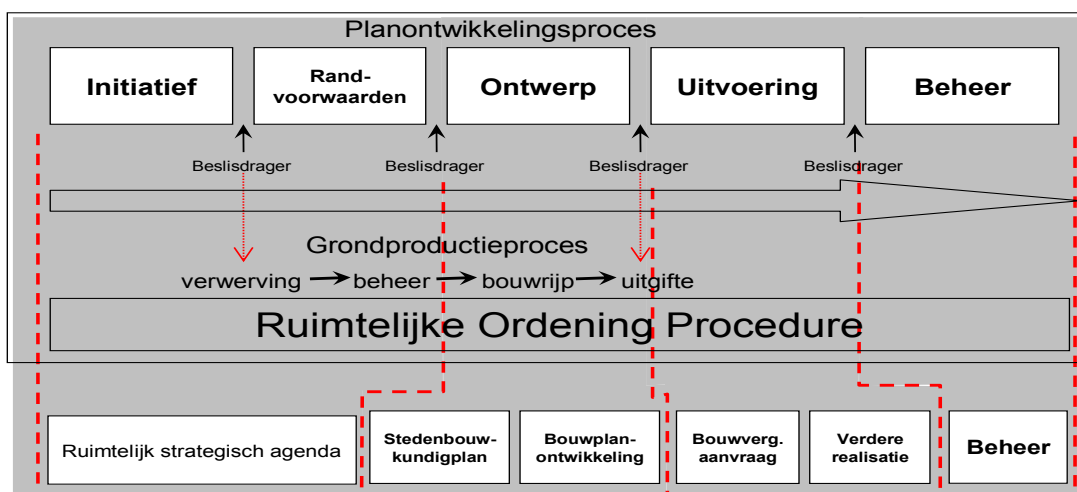 Planontwikkelingsproces
Initiatief
Rand-
voorwaarden
Ontwerp
Uitvoering
Beheer
Beslisdrager
Beslisdrager
Beslisdrager
Beslisdrager
Grondproductieproces
verwerving
beheer
bouwrijp
uitgifte
Ruimtelijke Ordening Procedure
Ruimtelijk strategisch agenda
Stedenbouw-
kundigplan
Bouwplan-
ontwikkeling
Bouwverg.
aanvraag
Verdere
realisatie
Beheer